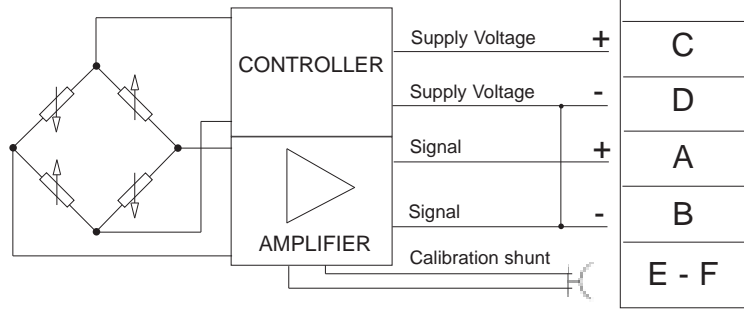 Supply Voltage + C
CONTROLLER
Supply Voltage - D
Signal + A
Signal - B
AMPLIFIER
Calibration shunt E - F